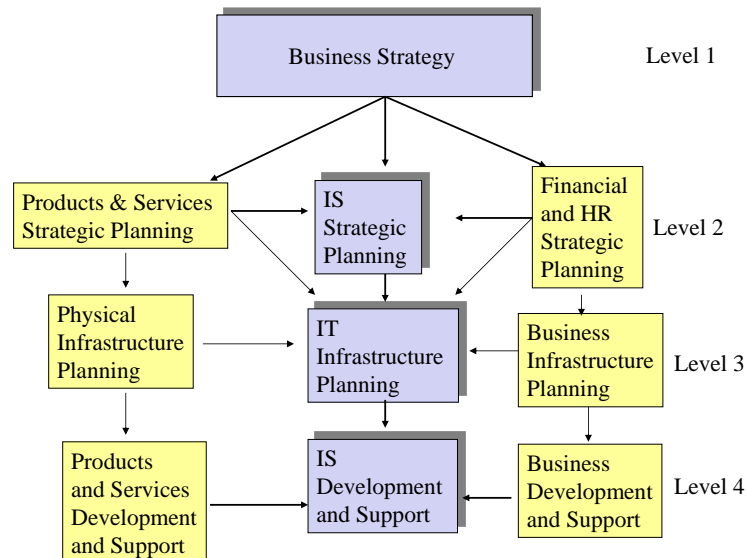 Business Strategy
Level 1
Products & Services
Strategic Planning
IS
Strategic
Planning
Financial
and HR
Strategic
Planning
Level 2
Physical
Infrastructure
Planning
IT
Infrastructure
Planning
Business
Infrastructure
Planning
Level 3
Products
and Services
Development
and Support
IS
Development
and Support
Business
Development
and Support
Level 4